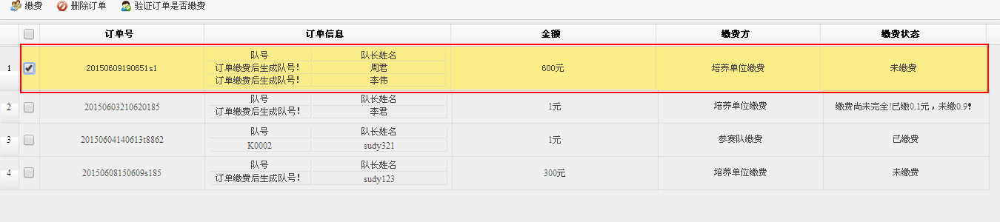 缴费 删除订单 验证订单是否缴费
订单号 订单信息 金额 缴费方 缴费状态
队号 队长姓名
1 20150609190651s1 订单缴费后生成队号! 周君 600元 培养单位缴费 未缴费
订单缴费后生成队号! 李伟
队号 队长姓名
2 20150603210620185 订单缴费后生成队号! 李君 1元 培养单位缴费 缴费尚未完全!已缴0.1元，未缴0.9!
队号 队长姓名
3 20150604140613t8862 K0002 sudy321 1元 参赛队缴费 已缴费
队号 队长姓名
4 20150608150609s185 订单缴费后生成队号! sudy123 300元 培养单位缴费 未缴费